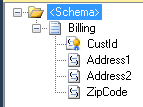 <Schema>
Billing
CustId
Address1
Address2
ZipCode